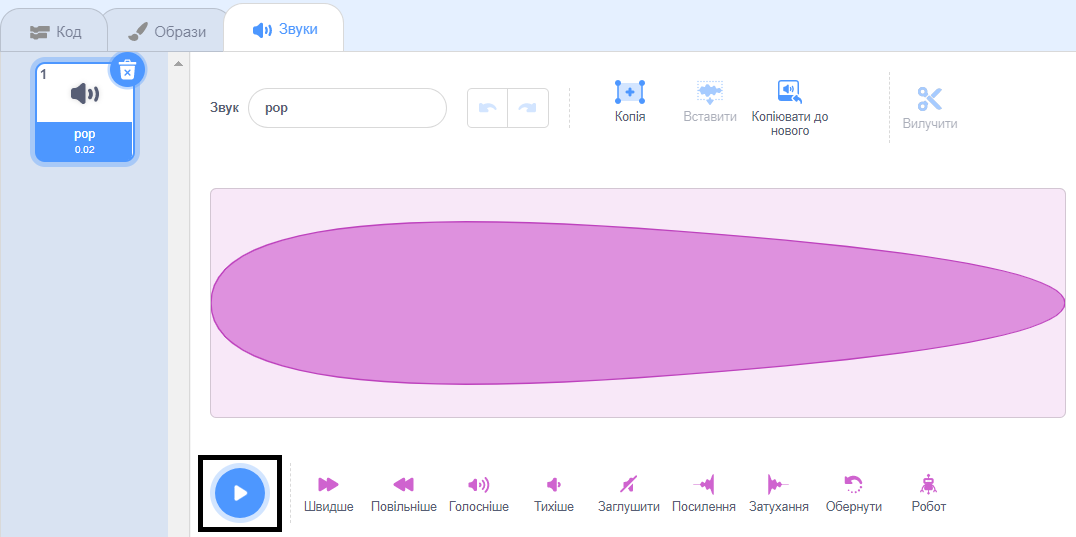 Код
Образи
Звуки
1
pop
0.02
Звук
pop
Копія
Вставити
Копіювати до
нового
Вилучити
Швидше
Повільніше
Голосніше
Тихіше
Заглушити
Посилення
Затухання
Обернути
Робот